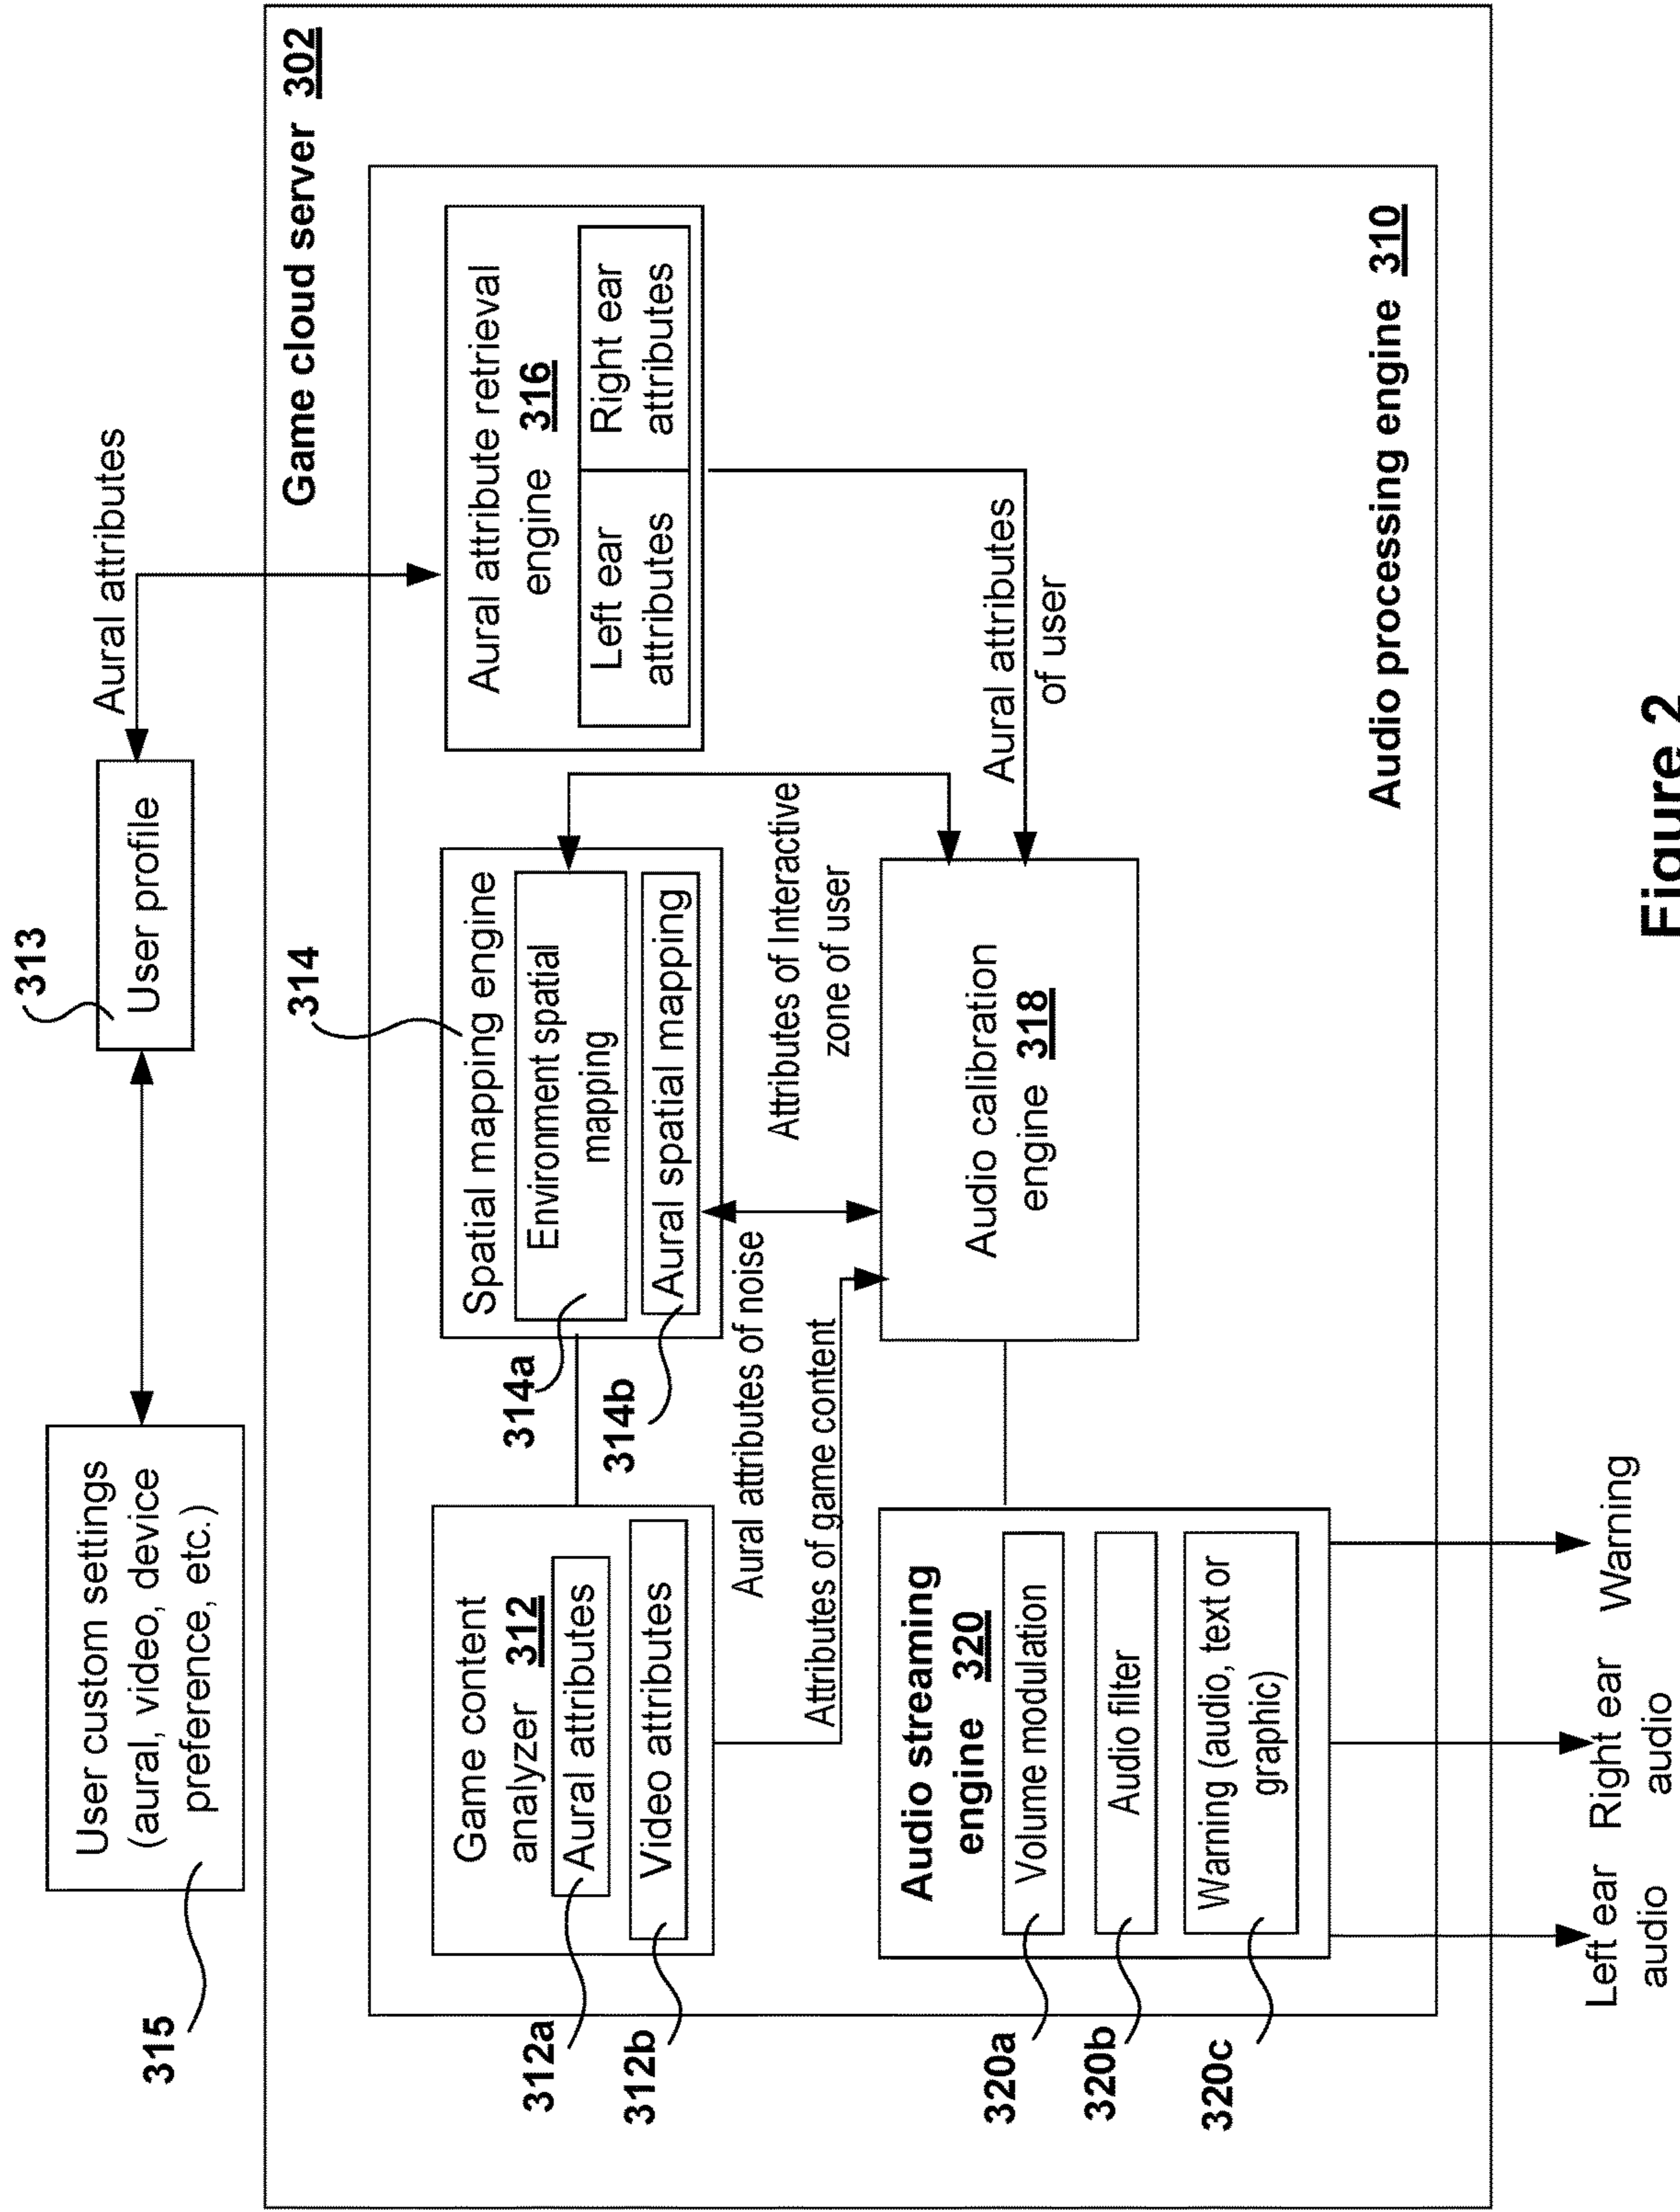 315
User custom settings
(aural, video, device
preference, etc.)
313
User profile
Aural attributes
Game cloud server 302
312a
312b
Game content
analyzer 312
Aural attributes
Video attributes
314
314a
314b
Spatial mapping engine
Environment spatial
mapping
Aural spatial mapping
Aural attribute retrieval
engine 316
Left ear
attributes
Right ear
attributes
Aural attributes of noise
Attributes of game content
Attributes of Interactive
zone of user
Aural attributes
of user
320a
320b
320c
Audio streaming
engine 320
Volume modulation
Audio filter
Warning (audio, text or
graphic)
Audio calibration
engine 318
Audio processing engine 310
Left ear
audio
Right ear
audio
Warning
Figure 2